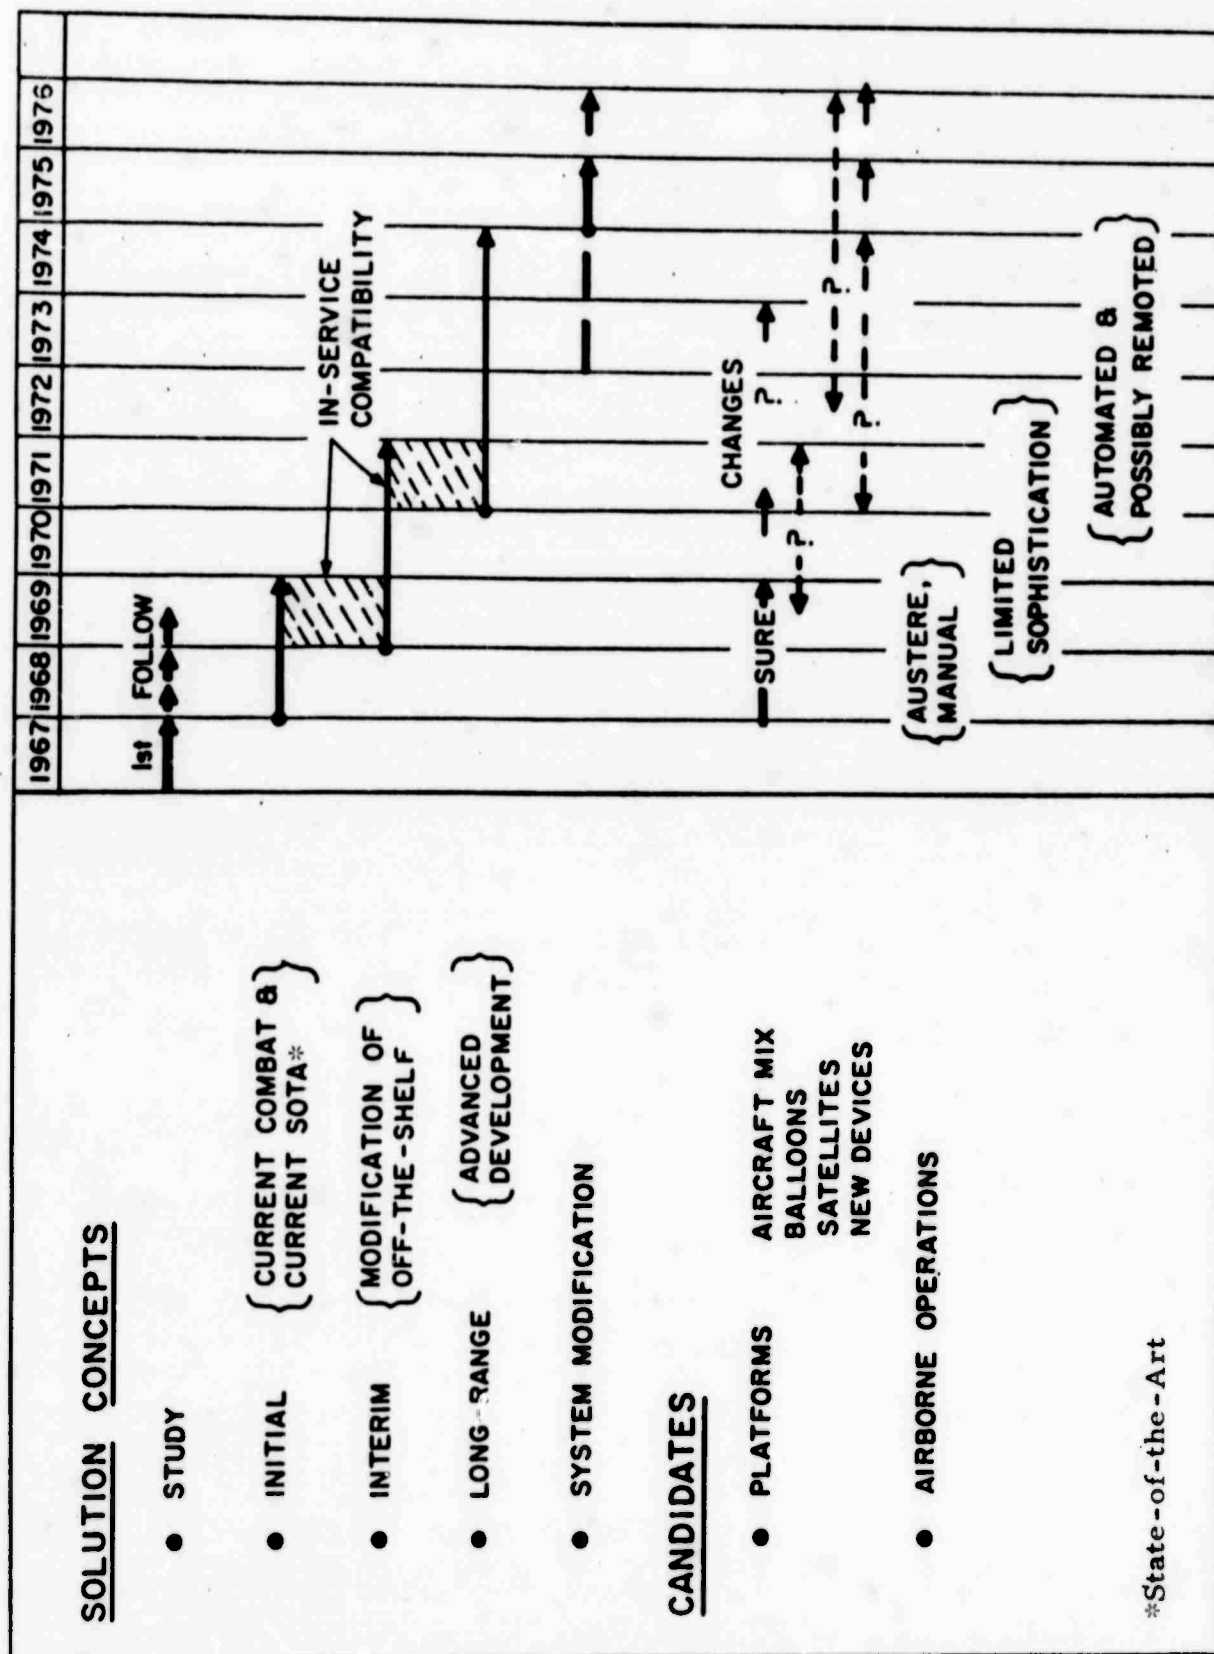 1967 1968 1969 1970 1971 1972 1973 1974 1975 1976
SOLUTION CONCEPTS
• STUDY
1st FOLLOW
• INITIAL
{CURRENT COMBAT &
CURRENT SOTA*}
IN-SERVICE
COMPATIBILITY
• INTERIM
{MODIFICATION OF
OFF-THE-SHELF}
• LONG-RANGE
{ADVANCED
DEVELOPMENT}
• SYSTEM MODIFICATION
CANDIDATES
• PLATFORMS
AIRCRAFT MIX
SURE
CHANGES
?
BALLOONS
?
SATELLITES
?
NEW DEVICES
?
• AIRBORNE OPERATIONS
{AUSTERE,
MANUAL}
{LIMITED
SOPHISTICATION}
{AUTOMATED &
POSSIBLY REMOTED}
*State-of-the-Art